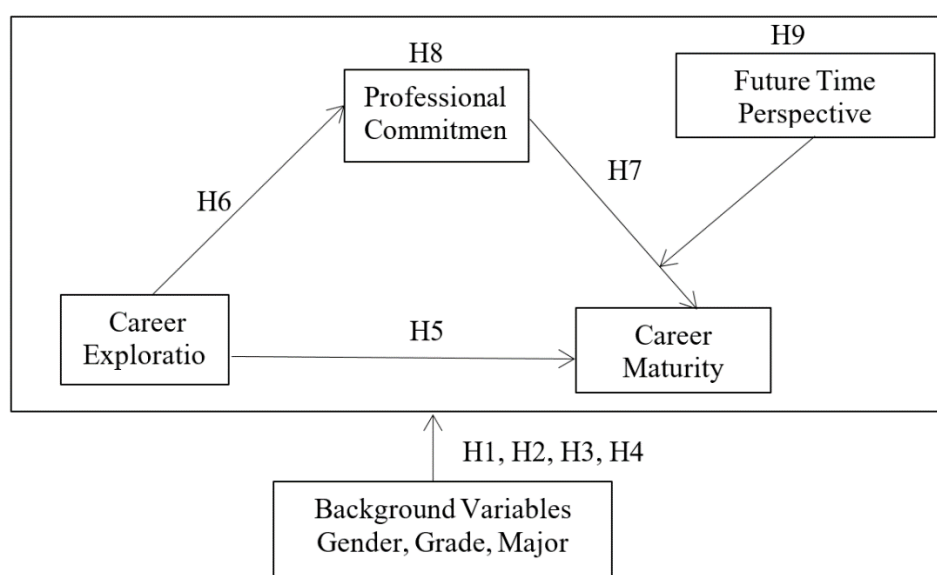 H9
H8
Future Time
Perspective
Professional
Commitmen
H7
H6
Career
Exploratio
H5
Career
Maturity
H1, H2, H3, H4
Background Variables
Gender, Grade, Major